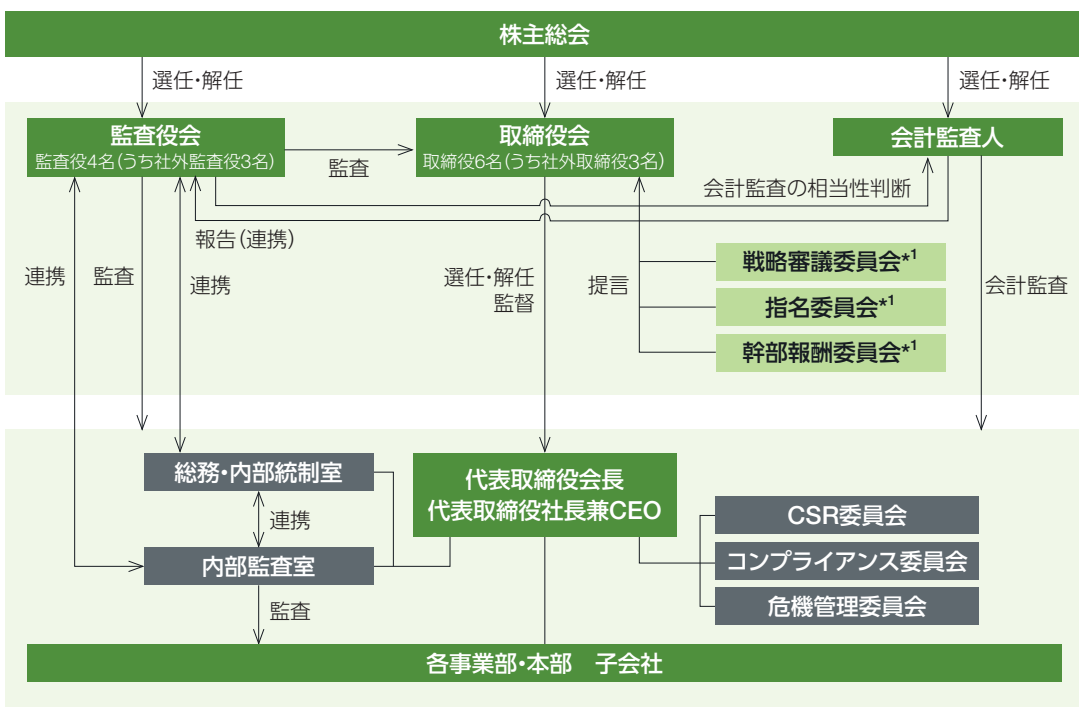 株主総会
選任・解任
選任・解任
選任・解任
監査役会
監査役4名(うち社外監査役3名)
監査
取締役会
取締役6名(うち社外取締役3名)
会計監査人
会計監査の相当性判断
報告(連携)
連携
監査
連携
選任・解任
監督
提言
戦略審議委員会*1
指名委員会*1
幹部報酬委員会*1
会計監査
総務・内部統制室
連携
内部監査室
監査
代表取締役会長
代表取締役社長兼CEO
CSR委員会
コンプライアンス委員会
危機管理委員会
各事業部・本部　子会社